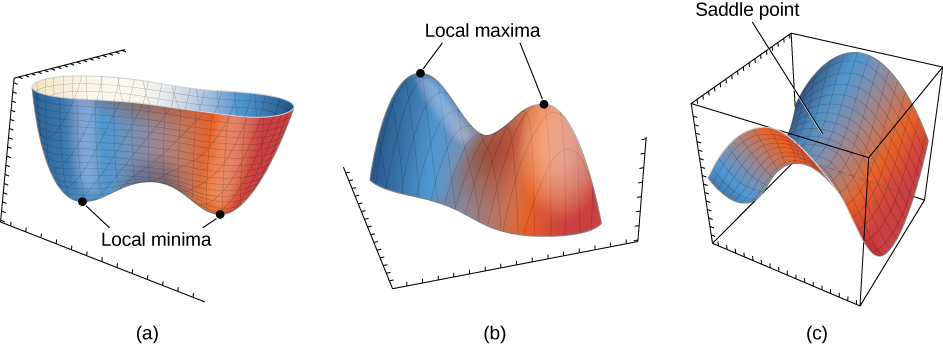 Saddle point
Local maxima
Local minima
(a)
(b)
(c)